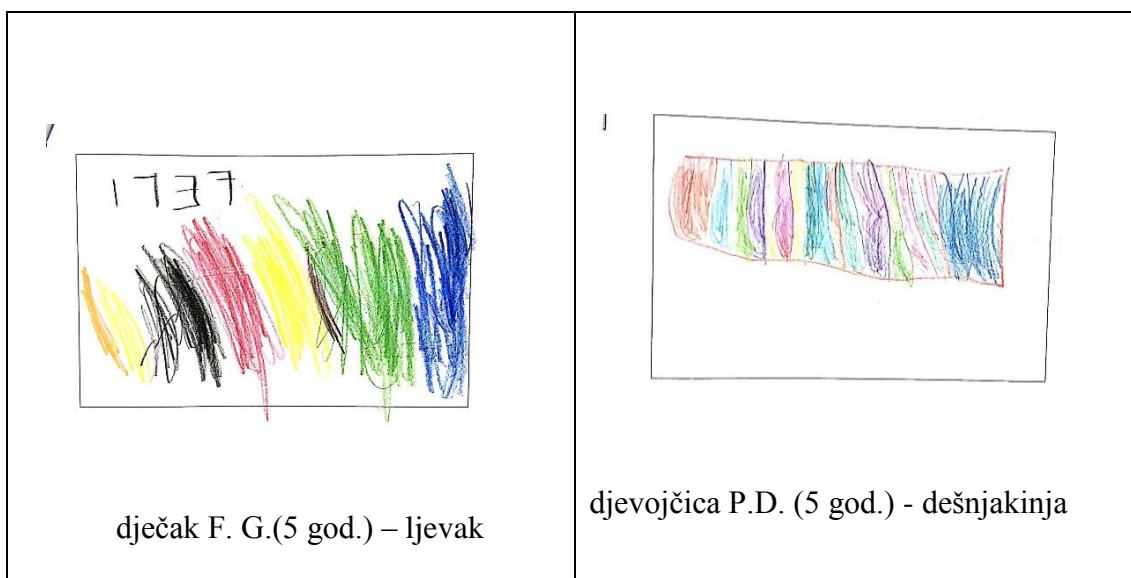 1737
dječak F. G.(5 god.) – ljevak
djevojčica P.D. (5 god.) - dešnjakinja